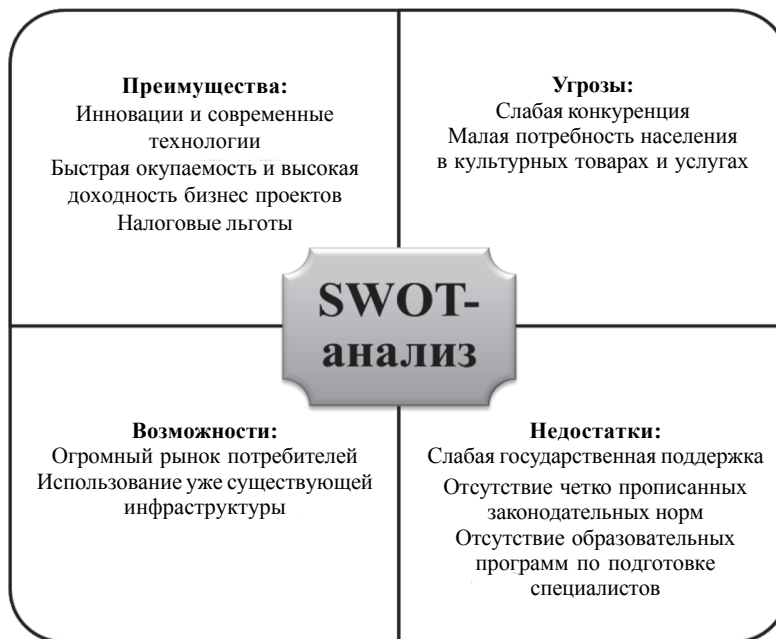 Преимущества:
Инновации и современные
технологии
Быстрая окупаемость и высокая
доходность бизнес проектов
Налоговые льготы
Угрозы:
Слабая конкуренция
Малая потребность населения
в культурных товарах и услугах
SWOT-
анализ
Возможности:
Огромный рынок потребителей
Использование уже существующей
инфраструктуры
Недостатки:
Слабая государственная поддержка
Отсутствие четко прописанных
законодательных норм
Отсутствие образовательных
программ по подготовке
специалистов